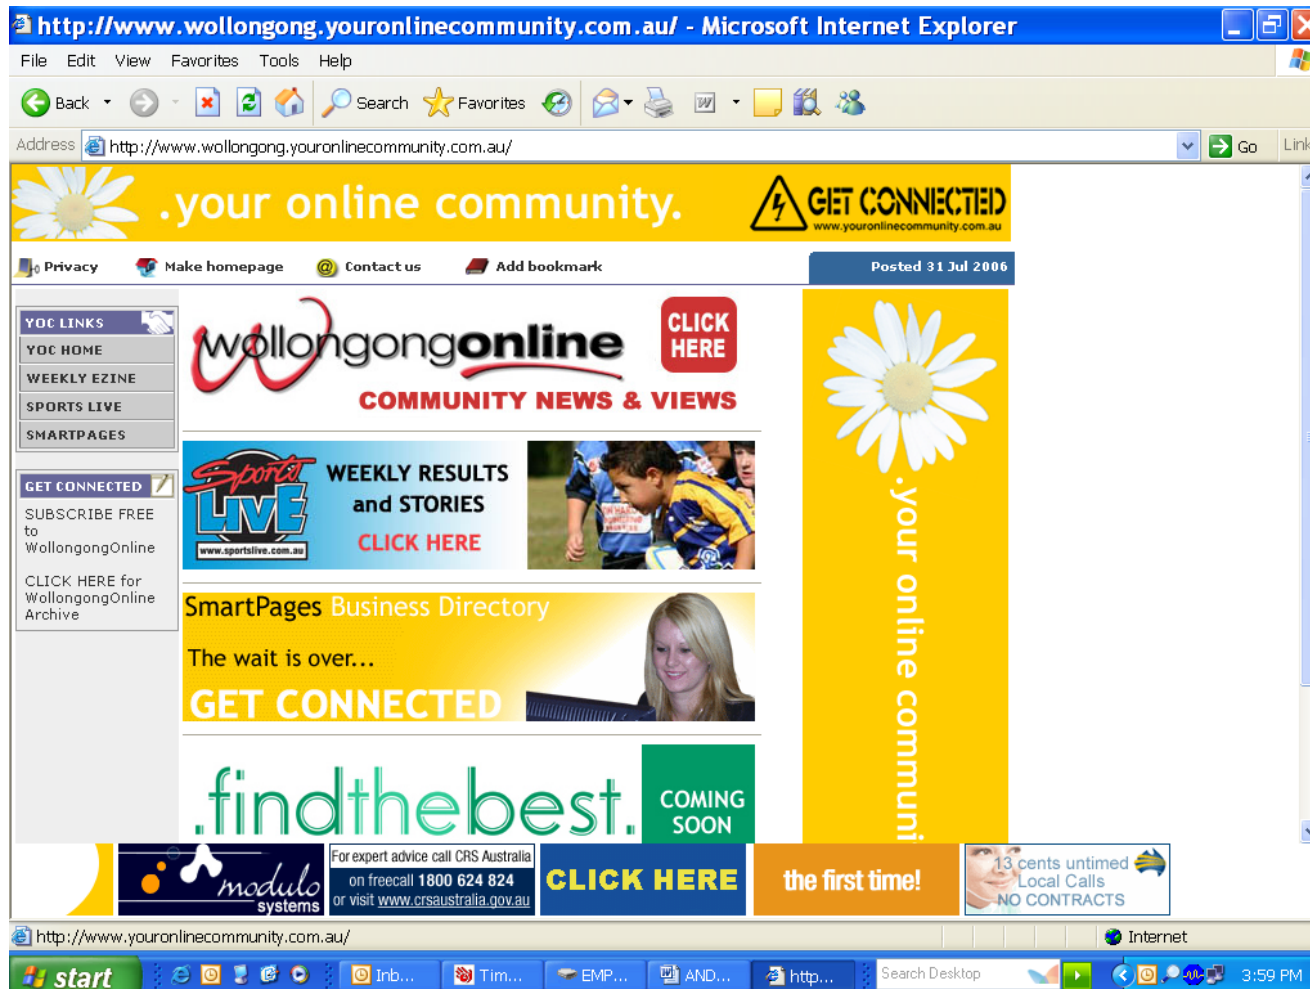 http://www.wollongong.youronlinecommunity.com.au/ - Microsoft Internet Explorer
File Edit View Favorites Tools Help
Back Search Favorites
Address http://www.wollongong.youronlinecommunity.com.au/ Go Link
.your online community. GET CONNECTED
www.youronlinecommunity.com.au
Privacy Make homepage Contact us Add bookmark Posted 31 Jul 2006
YOC LINKS
YOC HOME
WEEKLY EZINE
SPORTS LIVE
SMARTPAGES
GET CONNECTED
SUBSCRIBE FREE
to
WollongongOnline
CLICK HERE for
WollongongOnline
Archive
wollongongonline
CLICK
HERE
COMMUNITY NEWS & VIEWS
Sports
LIVE
www.sportslive.com.au
WEEKLY RESULTS
and STORIES
CLICK HERE
SmartPages Business Directory
The wait is over...
GET CONNECTED
.findthebest.
COMING
SOON
.your online communi
modulo
systems
For expert advice call CRS Australia
on freecall 1800 624 824
or visit www.crsaustralia.gov.au
CLICK HERE
the first time!
13 cents untimed
Local Calls
NO CONTRACTS
http://www.youronlinecommunity.com.au/ Internet
start Inb... Tim... EMP... AND... http... Search Desktop 3:59 PM